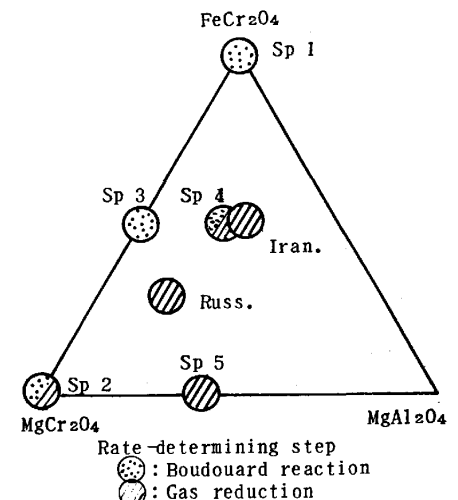 FeCr2O4
Sp 1
Sp 3
Sp 4
Iran.
Russ.
Sp 5
Sp 2
MgCr2O4
MgAl2O4
Rate-determining step
: Boudouard reaction
: Gas reduction